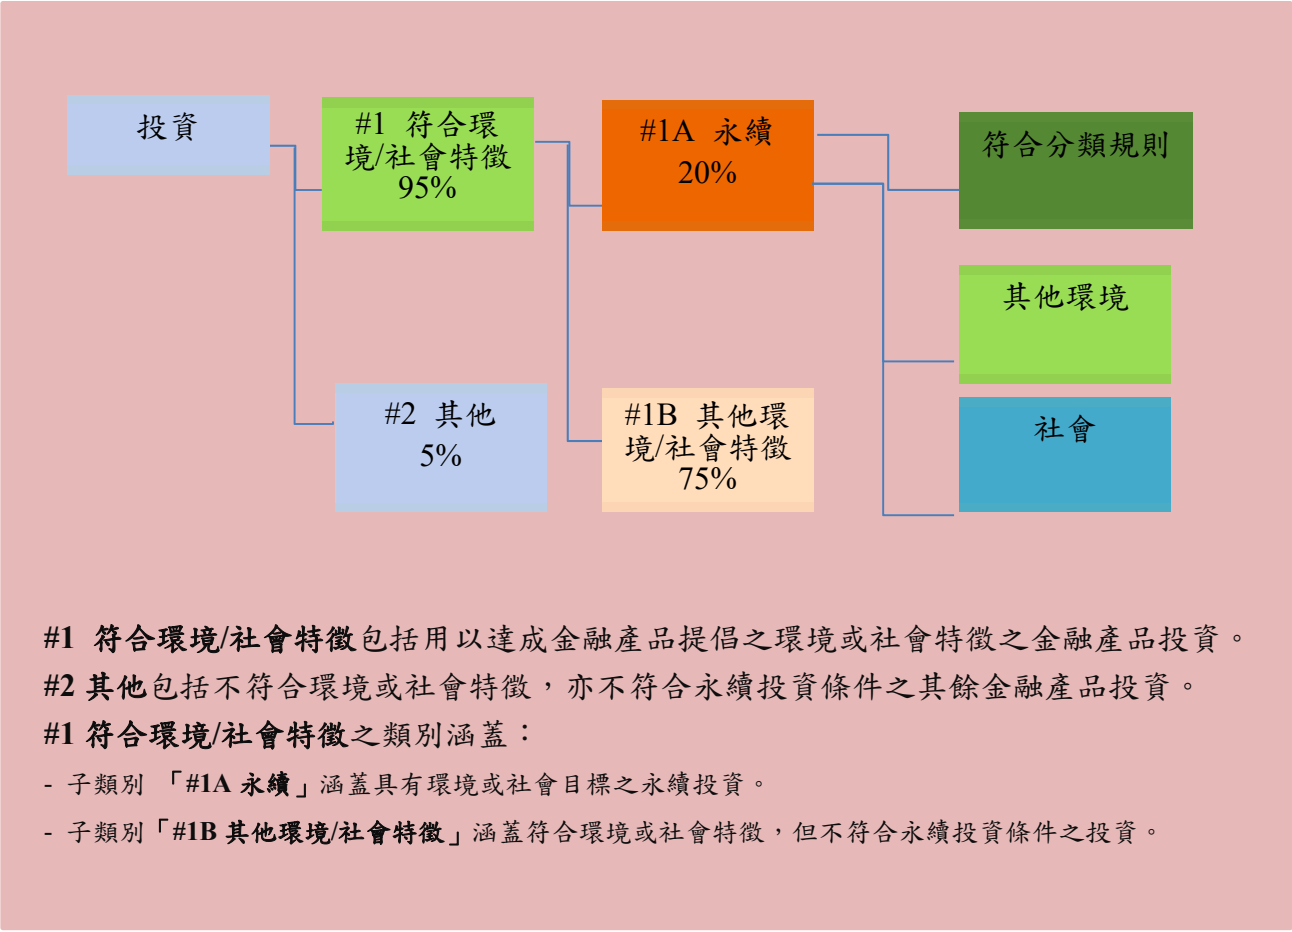 投資
#1 符合環
境/社會特徵
95%
#1A 永續
20%
符合分類規則
其他環境
#2 其他
5%
#1B 其他環
境/社會特徵
75%
社會
#1 符合環境/社會特徵包括用以達成金融產品提倡之環境或社會特徵之金融產品投資。
#2 其他包括不符合環境或社會特徵，亦不符合永續投資條件之其餘金融產品投資。
#1 符合環境/社會特徵之類別涵蓋：
- 子類別 「#1A 永續」涵蓋具有環境或社會目標之永續投資。
- 子類別「#1B 其他環境/社會特徵」涵蓋符合環境或社會特徵，但不符合永續投資條件之投資。